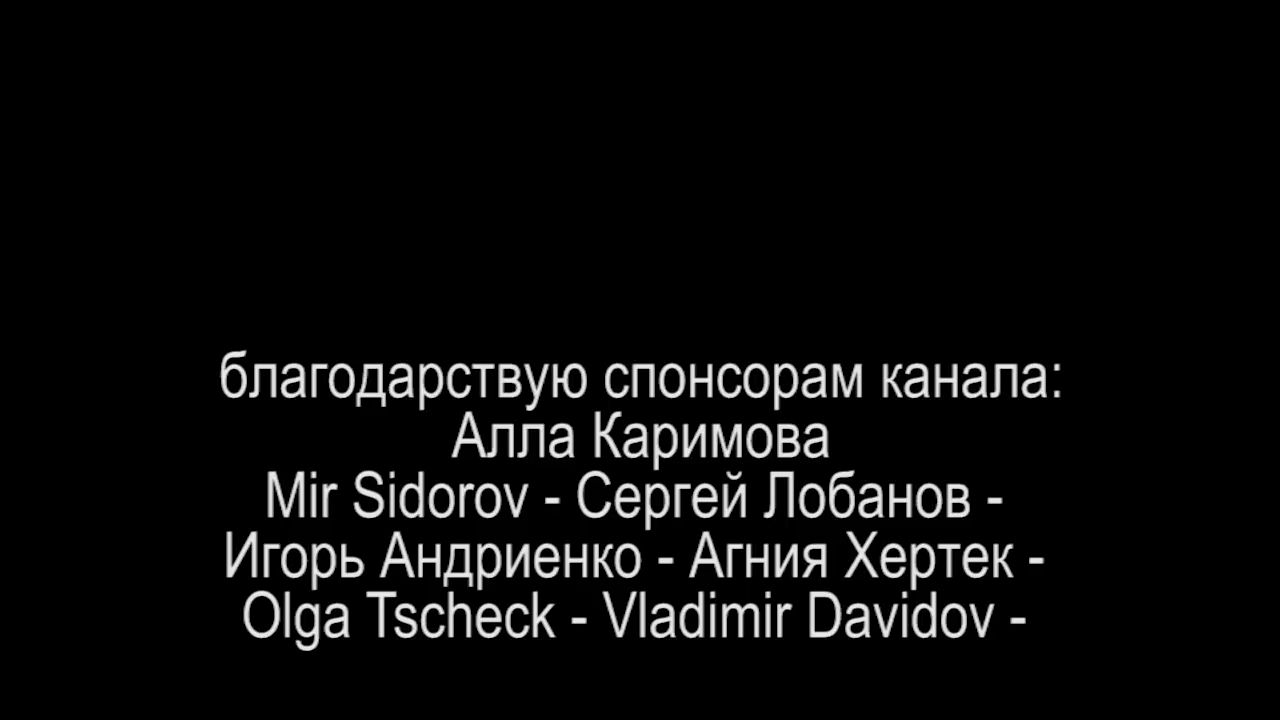 благодарствую спонсорам канала:
Алла Каримова
Mir Sidorov - Сергей Лобанов -
Игорь Андриенко - Агния Хертек -
Olga Tscheck - Vladimir Davidov -